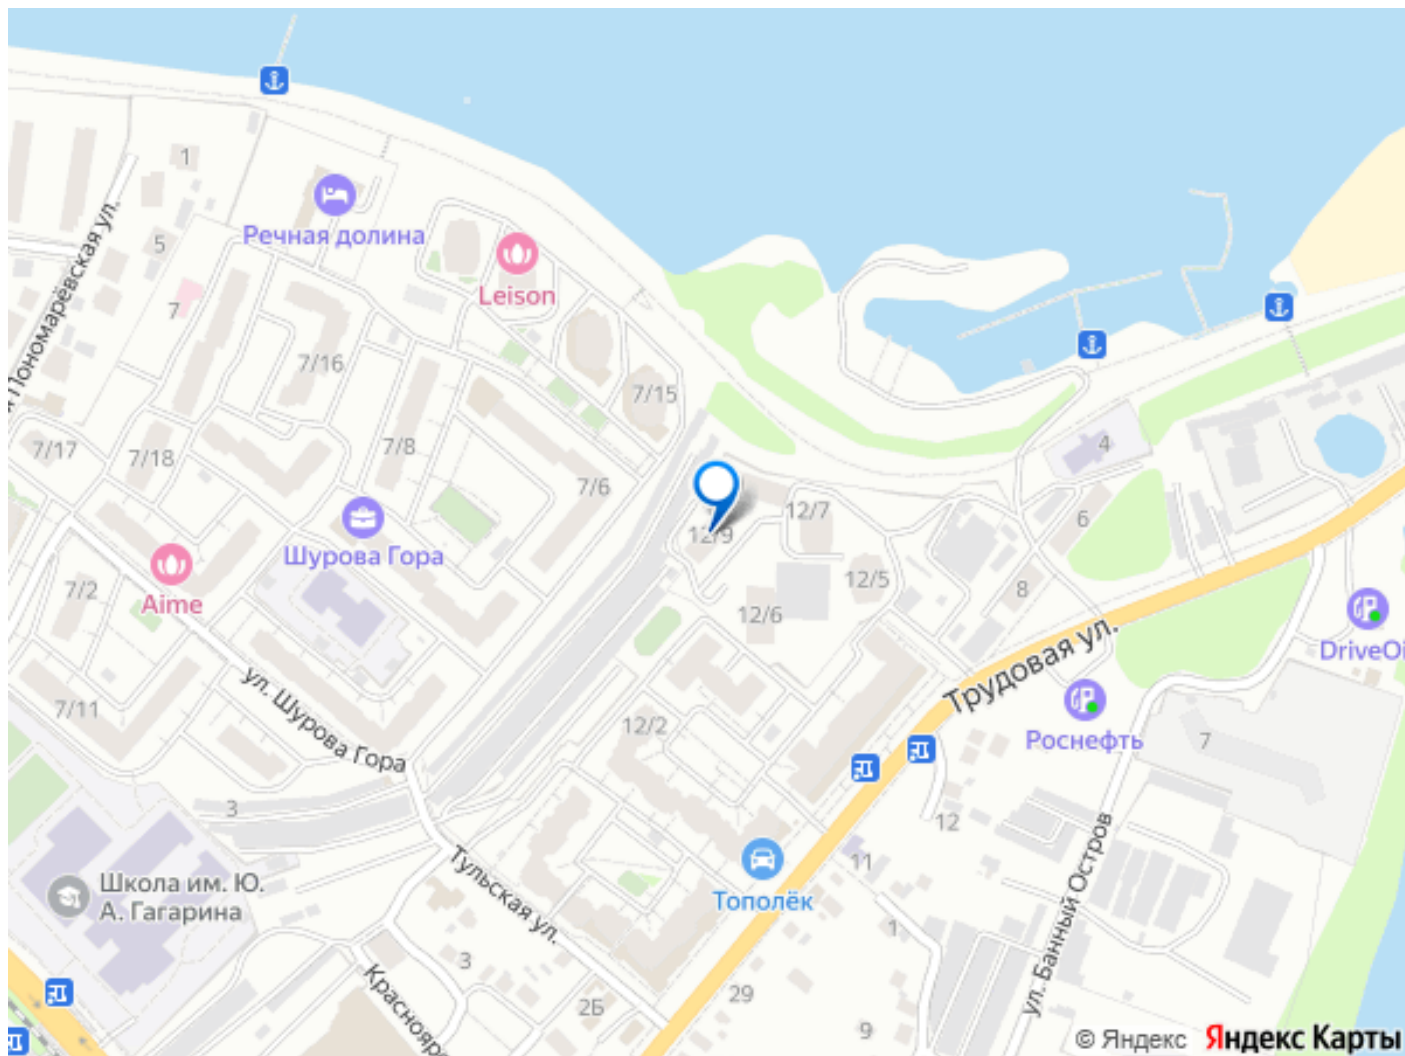 1
я Пономарёвская ул.
Речная долина
5
Leison
7
7/16
7/15
4
7/17
7/18
7/8
7/6
12/7
6
12/9
Шурова Гора
12/5
8
7/2
Aime
12/6
DriveOi
Трудовая ул.
ул. Шурова Гора
7/11
12/2
Роснефть
7
3
12
Тульская ул.
11
Школа им. Ю.
А. Гагарина
Тополёк
ул. Банный Остров
1
3
Краснояр
2Б
29
9
© Яндекс Яндекс Карты